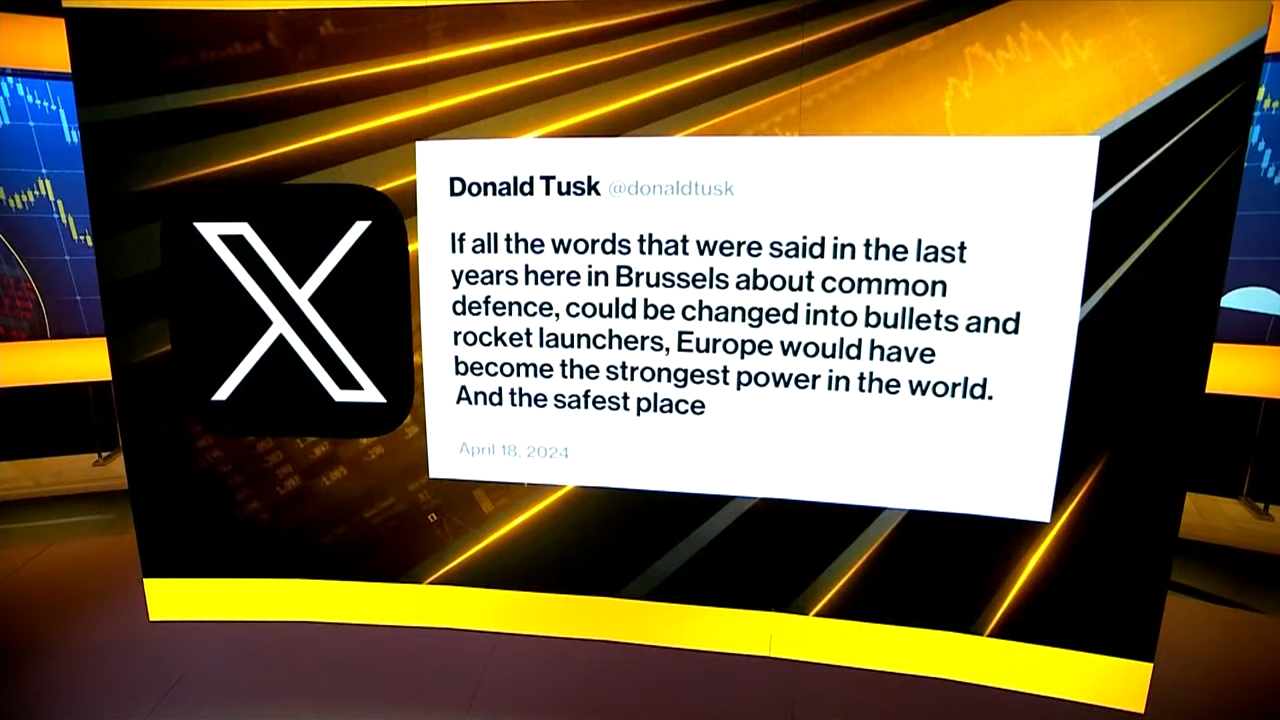 Donald Tusk @donaldtusk
If all the words that were said in the last
years here in Brussels about common
defence, could be changed into bullets and
rocket launchers, Europe would have
become the strongest power in the world.
And the safest place
April 18, 2024